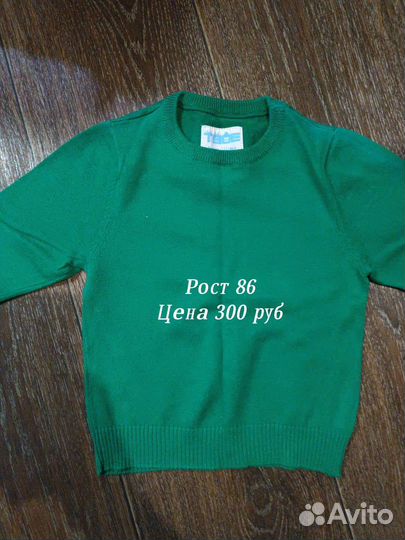 Рост 86
Цена 300 руб
Avito